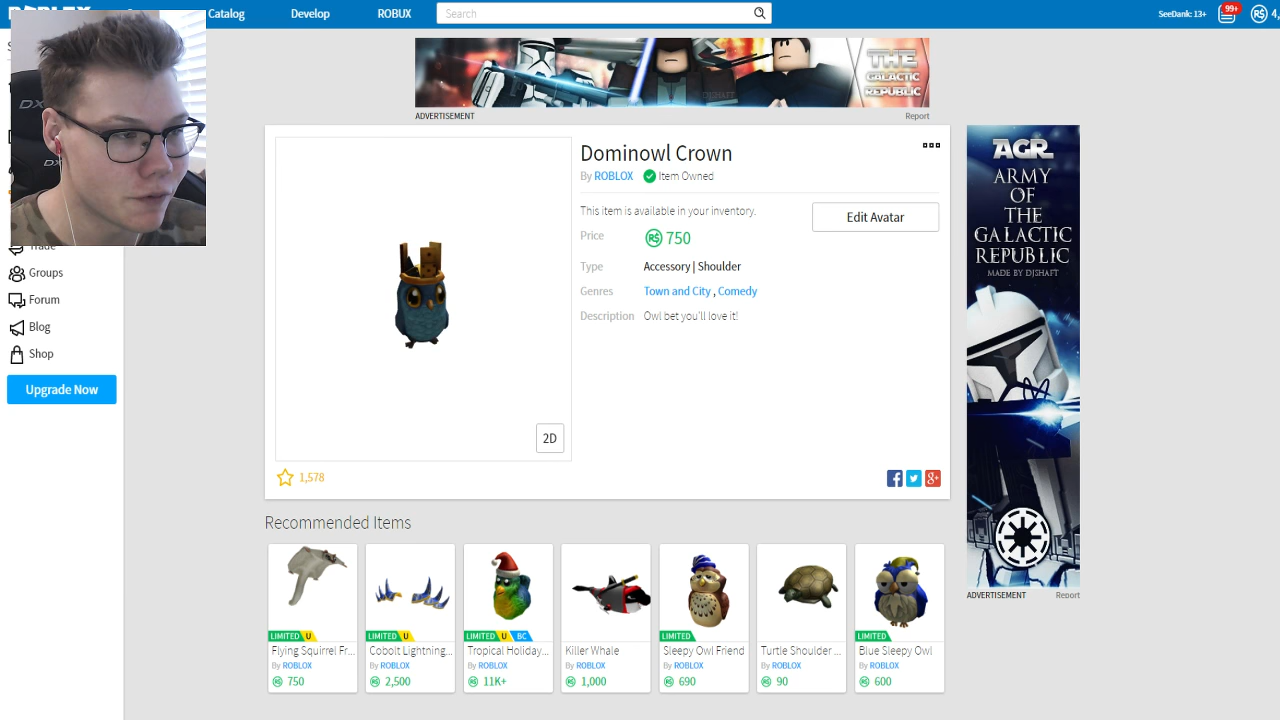 Catalog
Develop
ROBUX
Search
SeeDank: 13+
99+
4,
THE
GALACTIC
REPUBLIC
ADVERTISEMENT
Report
Dominowl Crown
By ROBLOX Item Owned
This item is available in your inventory.
Edit Avatar
Price R$ 750
Type Accessory | Shoulder
Genres Town and City , Comedy
Description Owl bet you'll love it!
2D
1,578
Groups
Forum
Blog
Shop
Upgrade Now
AGR
ARMY
OF
THE
GALACTIC
REPUBLIC
MADE BY DJSHAFT
ADVERTISEMENT
Report
Recommended Items
LIMITED U
Flying Squirrel Fr...
By ROBLOX
R$ 750
LIMITED U
Cobolt Lightning...
By ROBLOX
R$ 2,500
LIMITED U BC
Tropical Holiday...
By ROBLOX
R$ 11K+
Killer Whale
By ROBLOX
R$ 1,000
LIMITED
Sleepy Owl Friend
By ROBLOX
R$ 690
Turtle Shoulder ...
By ROBLOX
R$ 90
LIMITED
Blue Sleepy Owl
By ROBLOX
R$ 600